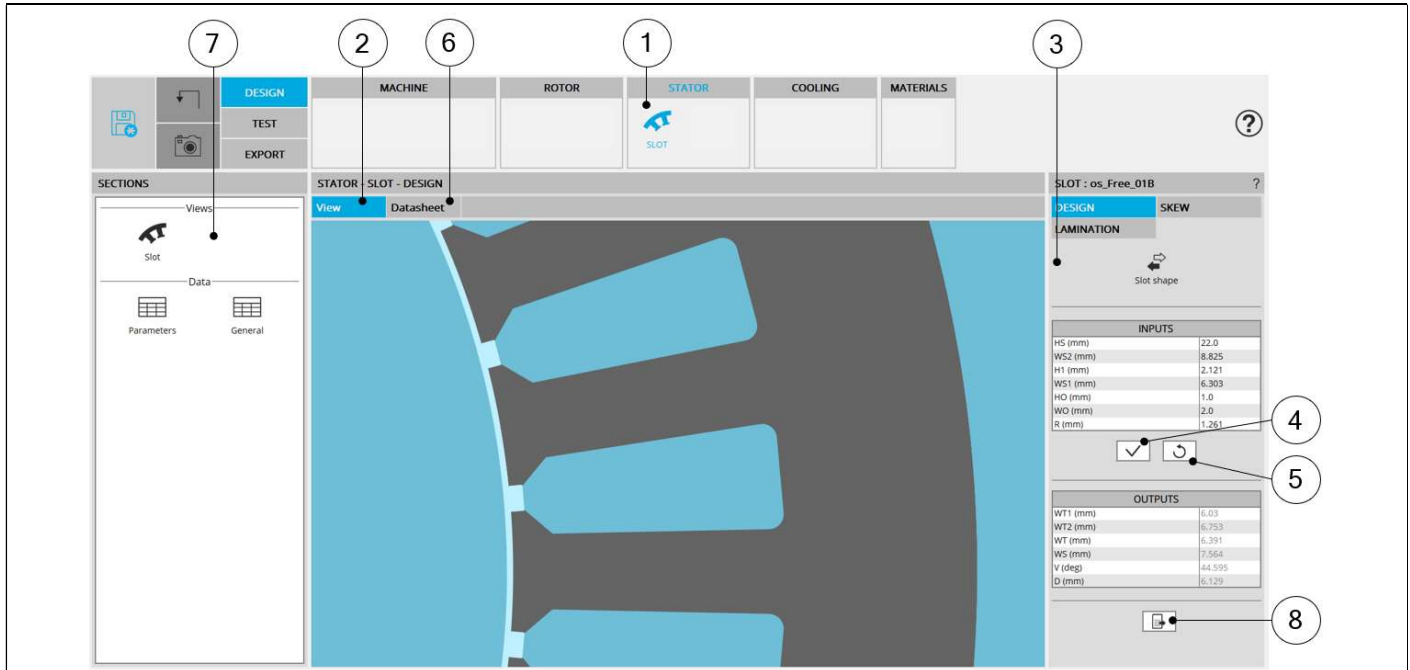 7 2 6 1 3
DESIGN MACHINE ROTOR STATOR COOLING MATERIALS
TEST
EXPORT
SLOT
?
SECTIONS
Views
Slot
Data
Parameters General
STATOR - SLOT - DESIGN
View Datasheet
SLOT : os_Free_01B ?
DESIGN SKEW
LAMINATION
Slot shape
INPUTS
HS (mm) 22.0
WS2 (mm) 8.825
H1 (mm) 2.121
WS1 (mm) 6.303
HO (mm) 1.0
WO (mm) 2.0
R (mm) 1.261
4
5
OUTPUTS
WT1 (mm) 6.03
WT2 (mm) 6.753
WT (mm) 6.391
WS (mm) 7.564
V (deg) 44.595
D (mm) 6.129
8